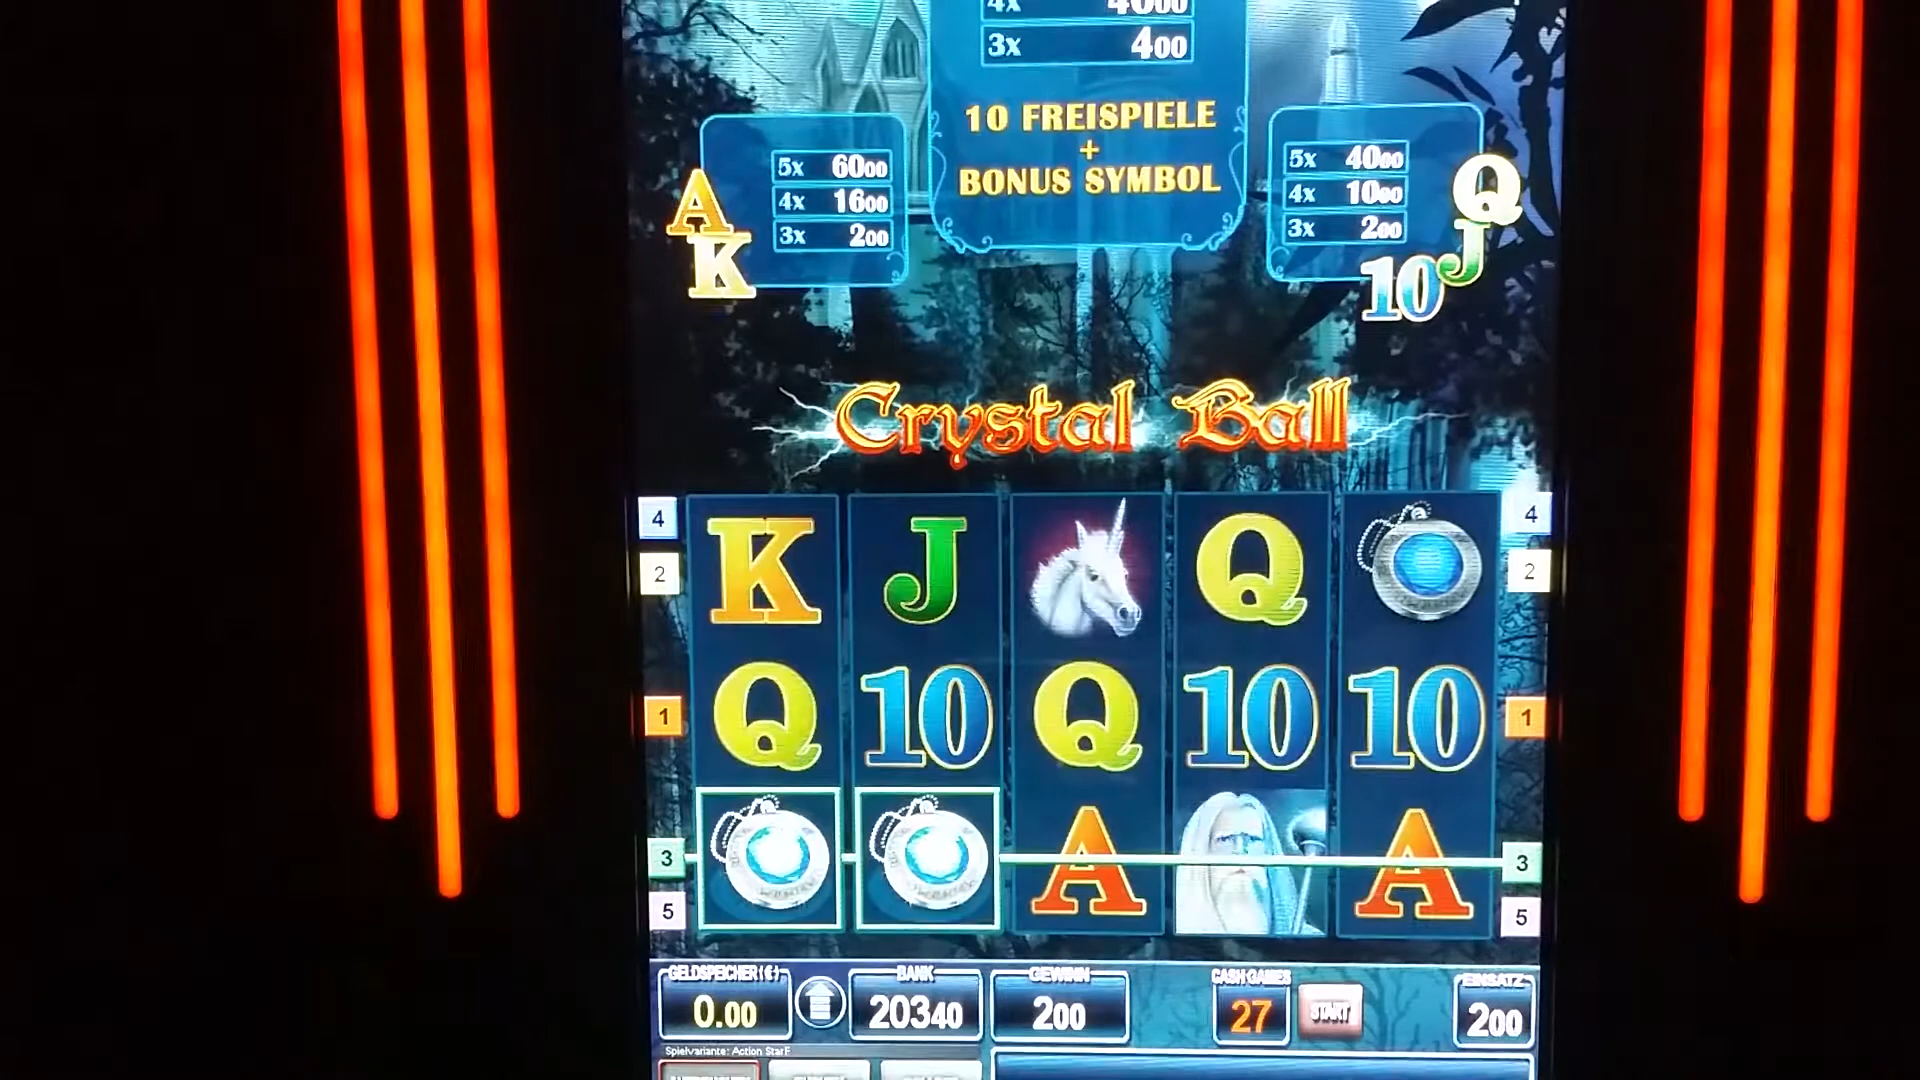 4x 4000
3x 400
10 FREISPIELE
+
BONUS SYMBOL
A
K
5x 6000
4x 1600
3x 200
5x 4000
4x 1000
3x 200
Q
J
10
Crystal Ball
4 K J Q 4
2 2
1 Q 10 Q 10 10 1
3 A A 3
5 5
GELDSPEICHER (€) BANK GEWINN CASH GAMES EINSATZ
0.00 20340 200 27 START 200
Spielvariante: Action Star